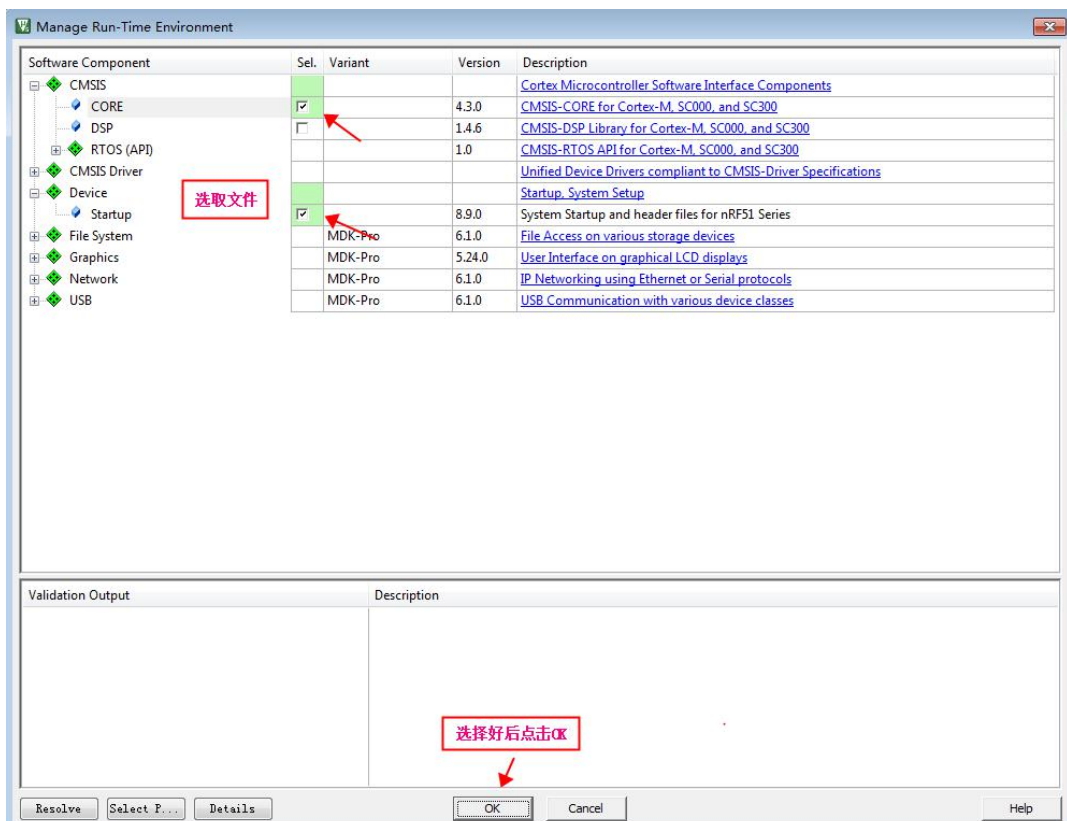 Manage Run-Time Environment
Software Component Sel. Variant Version Description
CMSIS Cortex Microcontroller Software Interface Components
CORE 4.3.0 CMSIS-CORE for Cortex-M, SC000, and SC300
DSP 1.4.6 CMSIS-DSP Library for Cortex-M, SC000, and SC300
RTOS (API) 1.0 CMSIS-RTOS API for Cortex-M, SC000, and SC300
CMSIS Driver Unified Device Drivers compliant to CMSIS-Driver Specifications
Device Startup, System Setup
选取文件
Startup 8.9.0 System Startup and header files for nRF51 Series
File System MDK-Pro 6.1.0 File Access on various storage devices
Graphics MDK-Pro 5.24.0 User Interface on graphical LCD displays
Network MDK-Pro 6.1.0 IP Networking using Ethernet or Serial protocols
USB MDK-Pro 6.1.0 USB Communication with various device classes
Validation Output Description
选择好后点击OK
Resolve Select P... Details OK Cancel Help